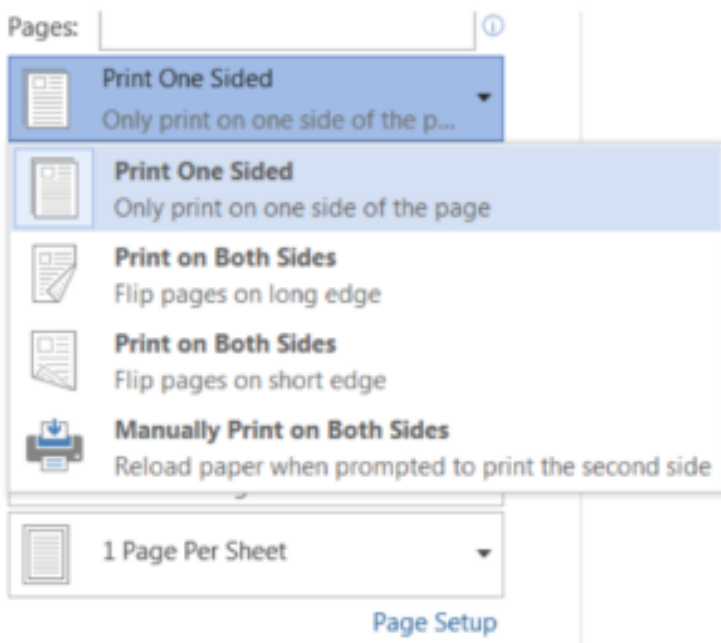 Pages:
Print One Sided
Only print on one side of the p...
Print One Sided
Only print on one side of the page
Print on Both Sides
Flip pages on long edge
Print on Both Sides
Flip pages on short edge
Manually Print on Both Sides
Reload paper when prompted to print the second side
1 Page Per Sheet
Page Setup